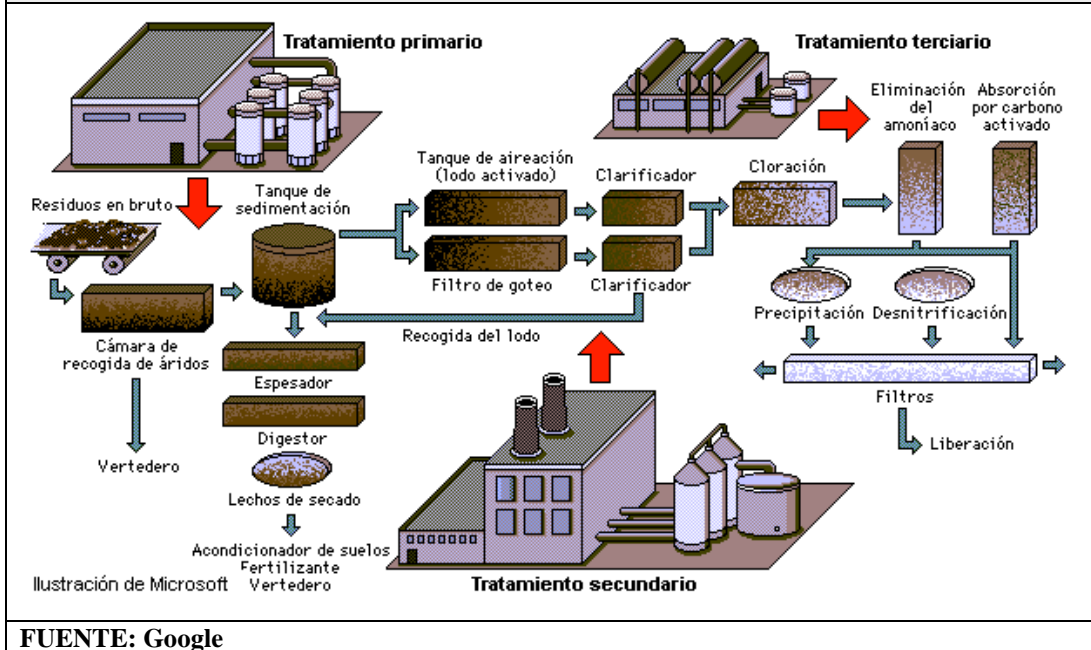 Tratamiento primario
Tratamiento terciario
Eliminación
del
amoníaco
Absorción
por carbono
activado
Tanque de aireación
(lodo activado)
Clarificador
Cloración
Residuos en bruto
Tanque de
sedimentación
Filtro de goteo
Clarificador
Precipitación
Desnitrificación
Recogida del lodo
Cámara de
recogida de áridos
Espesador
Filtros
Digestor
Liberación
Vertedero
Lechos de secado
Acondicionador de suelos
Fertilizante
Vertedero
Ilustración de Microsoft
Tratamiento secundario
FUENTE: Google